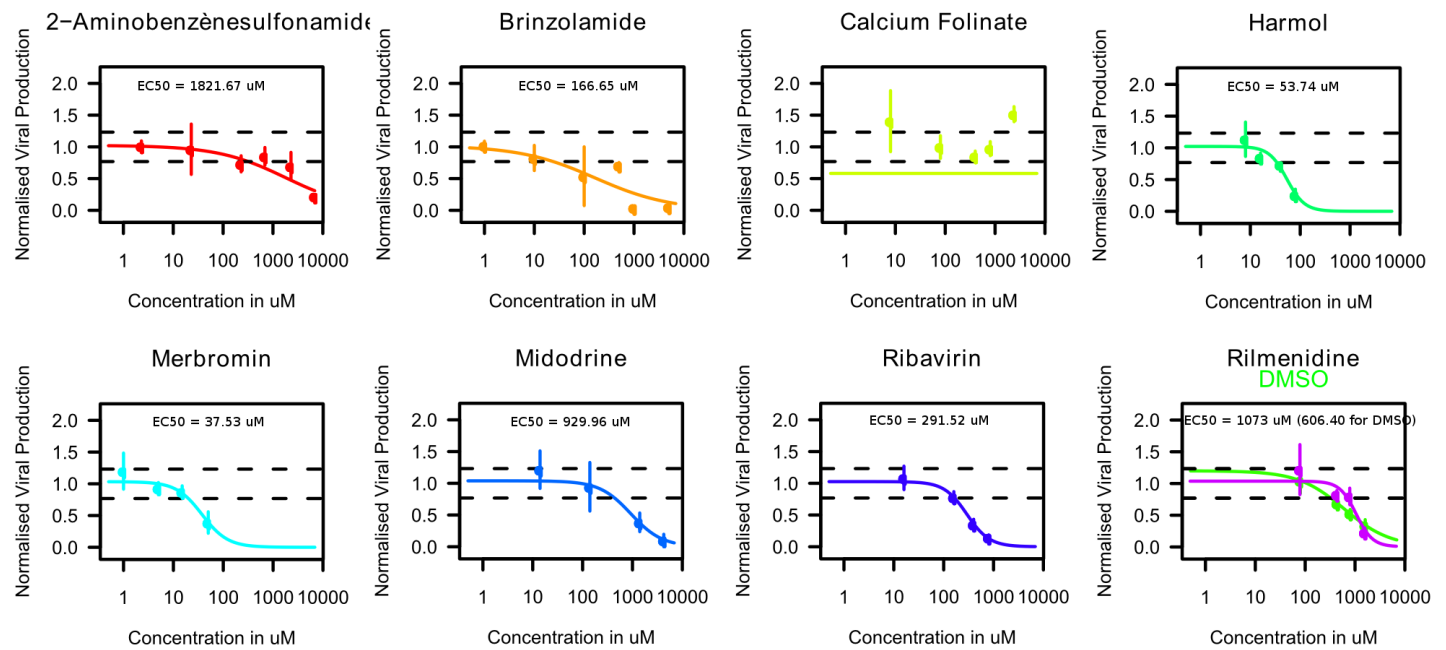 2−Aminobenzènesulfonamide
Normalised Viral Production
EC50 = 1821.67 uM
2.0
1.5
1.0
0.5
0.0
1 10 100 1000 10000
Concentration in uM
Brinzolamide
Normalised Viral Production
EC50 = 166.65 uM
2.0
1.5
1.0
0.5
0.0
1 10 100 1000 10000
Concentration in uM
Calcium Folinate
Normalised Viral Production
2.0
1.5
1.0
0.5
0.0
1 10 100 1000 10000
Concentration in uM
Harmol
Normalised Viral Production
EC50 = 53.74 uM
2.0
1.5
1.0
0.5
0.0
1 10 100 1000 10000
Concentration in uM
Merbromin
Normalised Viral Production
EC50 = 37.53 uM
2.0
1.5
1.0
0.5
0.0
1 10 100 1000 10000
Concentration in uM
Midodrine
Normalised Viral Production
EC50 = 929.96 uM
2.0
1.5
1.0
0.5
0.0
1 10 100 1000 10000
Concentration in uM
Ribavirin
Normalised Viral Production
EC50 = 291.52 uM
2.0
1.5
1.0
0.5
0.0
1 10 100 1000 10000
Concentration in uM
Rilmenidine
DMSO
Normalised Viral Production
EC50 = 1073 uM (606.40 for DMSO)
2.0
1.5
1.0
0.5
0.0
1 10 100 1000 10000
Concentration in uM